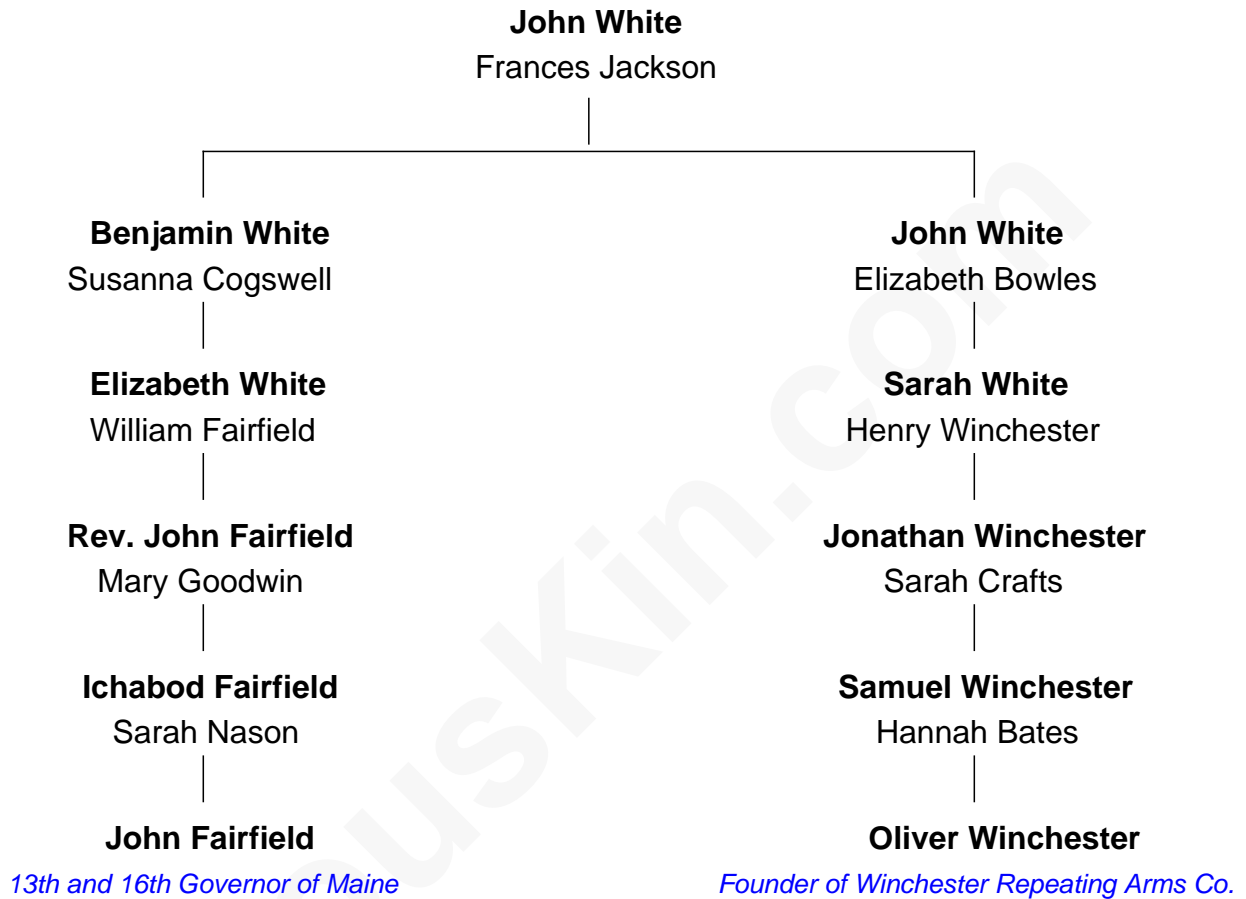 John White
Frances Jackson
Benjamin White
Susanna Cogswell
Elizabeth White
William Fairfield
Rev. John Fairfield
Mary Goodwin
Ichabod Fairfield
Sarah Nason
John Fairfield
13th and 16th Governor of Maine
John White
Elizabeth Bowles
Sarah White
Henry Winchester
Jonathan Winchester
Sarah Crafts
Samuel Winchester
Hannah Bates
Oliver Winchester
Founder of Winchester Repeating Arms Co.